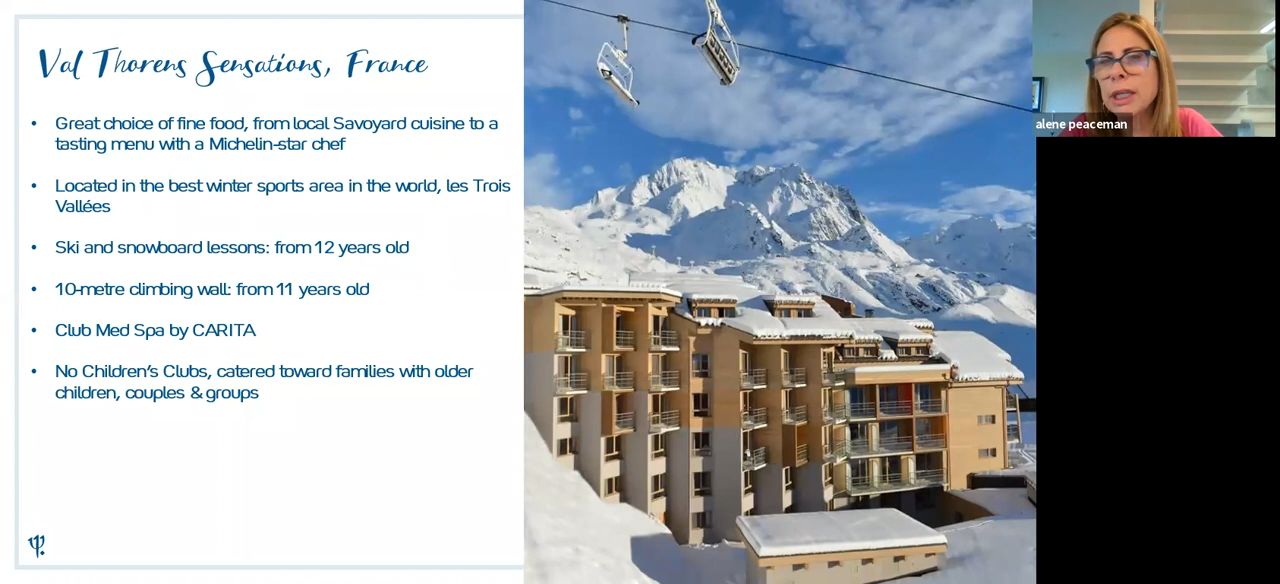 Val Thorens Sensations, France
• Great choice of fine food, from local Savoyard cuisine to a
tasting menu with a Michelin-star chef
• Located in the best winter sports area in the world, les Trois
Vallées
• Ski and snowboard lessons: from 12 years old
• 10-metre climbing wall: from 11 years old
• Club Med Spa by CARITA
• No Children's Clubs, catered toward families with older
children, couples & groups
alene peaceman